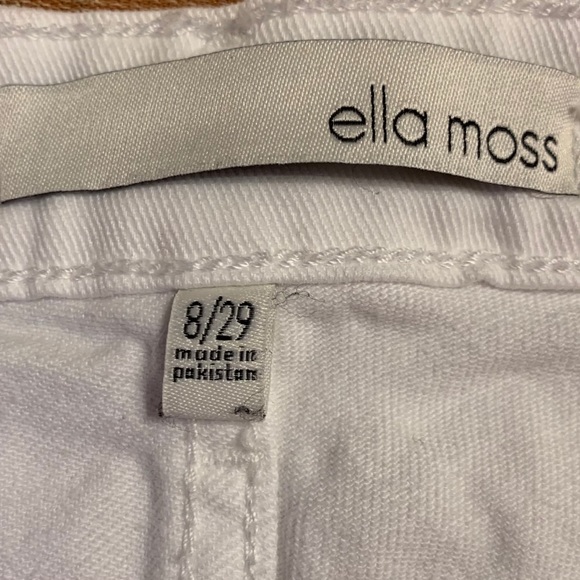 ella moss
8/29
made in
pakistan